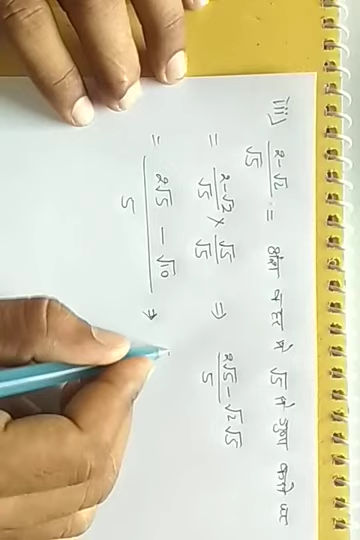 iii) (2-√2)/√5 := अंश व हर में √5 से गुणा करने पर
= (2-√2)/√5 × √5/√5 ⇒ (2√5-√2√5)/5
= (2√5 - √10)/5 ⇒